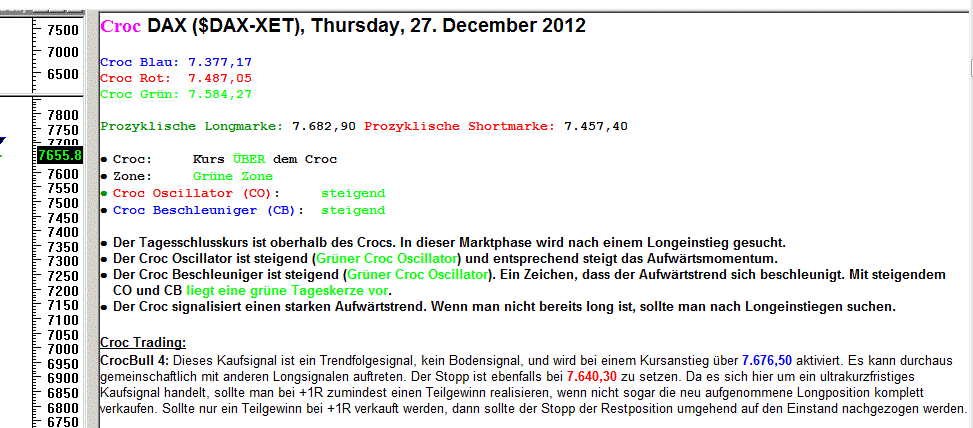 7500
7000
6500
7800
7750
7700
7655.8
7600
7550
7500
7450
7400
7350
7300
7250
7200
7150
7100
7050
7000
6950
6900
6850
6800
6750
Croc DAX ($DAX-XET), Thursday, 27. December 2012
Croc Blau: 7.377,17
Croc Rot: 7.487,05
Croc Grün: 7.584,27
Prozyklische Longmarke: 7.682,90 Prozyklische Shortmarke: 7.457,40
● Croc: Kurs ÜBER dem Croc
● Zone: Grüne Zone
● Croc Oscillator (CO): steigend
● Croc Beschleuniger (CB): steigend
● Der Tagesschlusskurs ist oberhalb des Crocs. In dieser Marktphase wird nach einem Longeinstieg gesucht.
● Der Croc Oscillator ist steigend (Grüner Croc Oscillator) und entsprechend steigt das Aufwärtsmomentum.
● Der Croc Beschleuniger ist steigend (Grüner Croc Oscillator). Ein Zeichen, dass der Aufwärtstrend sich beschleunigt. Mit steigendem
CO und CB liegt eine grüne Tageskerze vor.
● Der Croc signalisiert einen starken Aufwärtstrend. Wenn man nicht bereits long ist, sollte man nach Longeinstiegen suchen.
Croc Trading:
CrocBull 4: Dieses Kaufsignal ist ein Trendfolgesignal, kein Bodensignal, und wird bei einem Kursanstieg über 7.676,50 aktiviert. Es kann durchaus
gemeinschaftlich mit anderen Longsignalen auftreten. Der Stopp ist ebenfalls bei 7.640,30 zu setzen. Da es sich hier um ein ultrakurzfristiges
Kaufsignal handelt, sollte man bei +1R zumindest einen Teilgewinn realisieren, wenn nicht sogar die neu aufgenommene Longposition komplett
verkaufen. Sollte nur ein Teilgewinn bei +1R verkauft werden, dann sollte der Stopp der Restposition umgehend auf den Einstand nachgezogen werden.